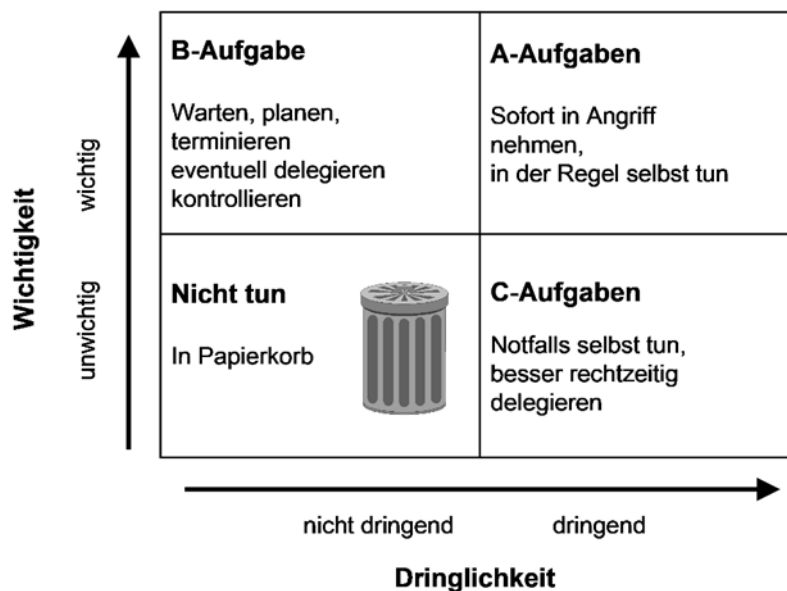 B-Aufgabe
Warten, planen,
terminieren
eventuell delegieren
kontrollieren
A-Aufgaben
Sofort in Angriff
nehmen,
in der Regel selbst tun
Wichtigkeit
wichtig
unwichtig
Nicht tun
In Papierkorb
C-Aufgaben
Notfalls selbst tun,
besser rechtzeitig
delegieren
nicht dringend
dringend
Dringlichkeit